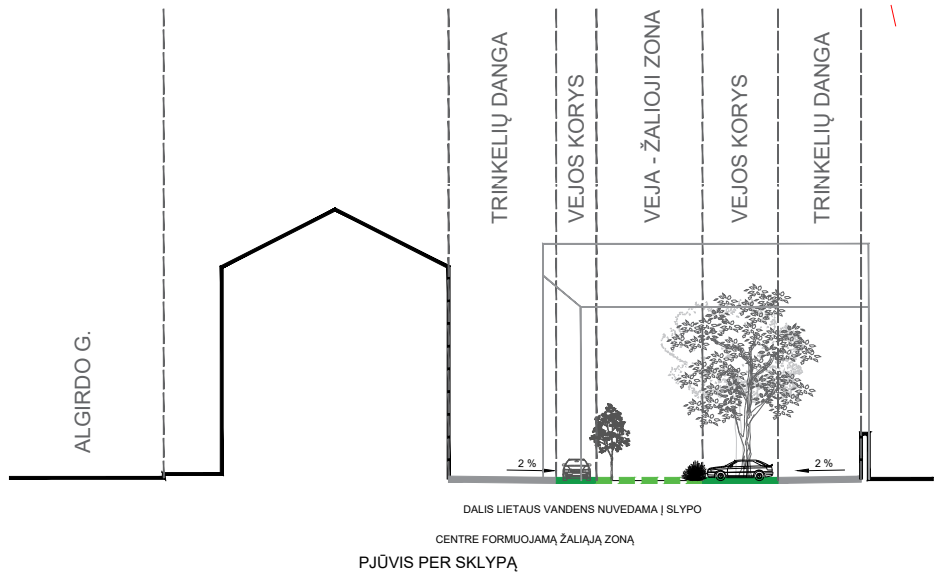 ALGIRDO G.
TRINKELIŲ DANGA
VEJOS KORYS
VEJA - ŽALIOJI ZONA
VEJOS KORYS
TRINKELIŲ DANGA
2 %
2 %
DALIS LIETAUS VANDENS NUVEDAMA Į SLYPO
CENTRE FORMUOJAMĄ ŽALIĄJĄ ZONĄ
PJŪVIS PER SKLYPĄ